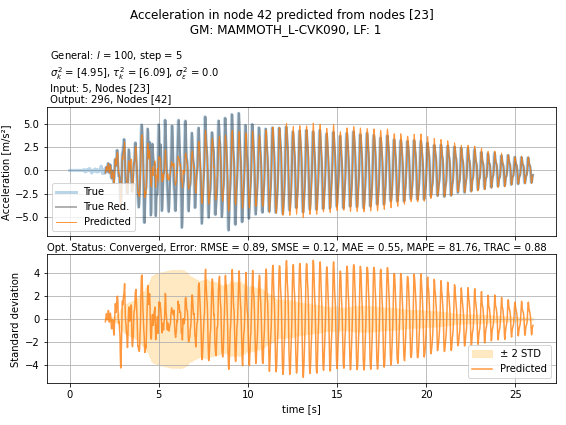 Acceleration in node 42 predicted from nodes [23]
GM: MAMMOTH_L-CVK090, LF: 1
General: l = 100, step = 5
σ²ₖ = [4.95], τ²ₖ = [6.09], σ²ε = 0.0
Input: 5, Nodes [23]
Output: 296, Nodes [42]
Acceleration [m/s²]
5.0
2.5
0.0
−2.5
−5.0
True
True Red.
Predicted
Opt. Status: Converged, Error: RMSE = 0.89, SMSE = 0.12, MAE = 0.55, MAPE = 81.76, TRAC = 0.88
Standard deviation
4
2
0
−2
−4
± 2 STD
Predicted
0 5 10 15 20 25
time [s]